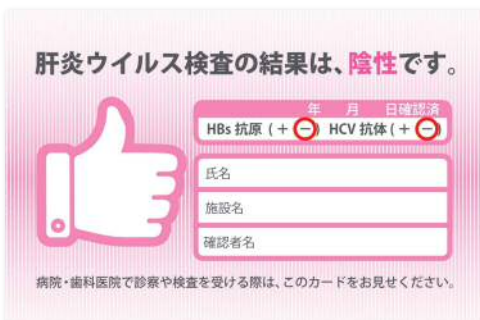 肝炎ウイルス検査の結果は、陰性です。
年 月 日確認済
HBs 抗原 ( + − ) HCV 抗体 ( + − )
氏名
施設名
確認者名
病院・歯科医院で診察や検査を受ける際は、このカードをお見せください。